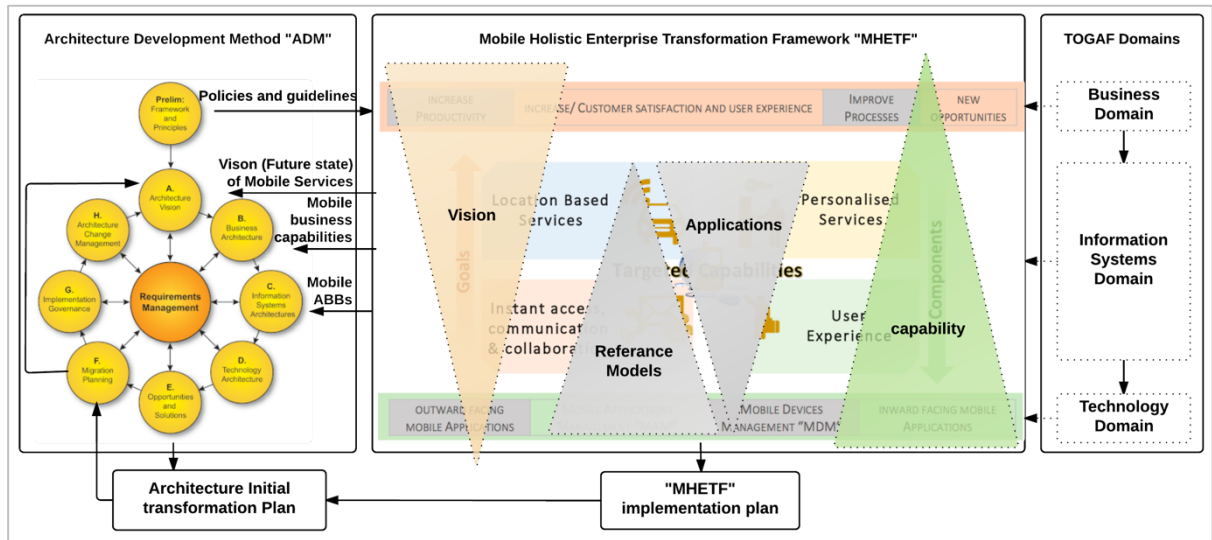 Architecture Development Method "ADM"
Prelim:
Framework
and
Principles
A.
Architecture
Vision
H.
Architecture
Change
Management
B.
Business
Architecture
G.
Implementation
Governance
Requirements
Management
C.
Information
Systems
Architectures
F.
Migration
Planning
D.
Technology
Architecture
E.
Opportunities
and
Solutions
Policies and guidelines
Vison (Future state)
of Mobile Services
Mobile
business
capabilities
Mobile
ABBs
Mobile Holistic Enterprise Transformation Framework "MHETF"
INCREASE
PRODUCTIVITY
INCREASE/ CUSTOMER SATISFACTION AND USER EXPERIENCE
IMPROVE
PROCESSES
NEW
OPPORTUNITIES
Goals
Vision
Location Based
Services
Applications
Personalised
Services
Targeted Capabilities
Instant access,
communication
& collaboration
Referance
Models
User
Experience
capability
Components
OUTWARD FACING
MOBILE APPLICATIONS
MOBILE DEVICES
MANAGEMENT "MDM"
INWARD FACING MOBILE
APPLICATIONS
TOGAF Domains
Business
Domain
Information
Systems
Domain
Technology
Domain
Architecture Initial
transformation Plan
"MHETF"
implementation plan